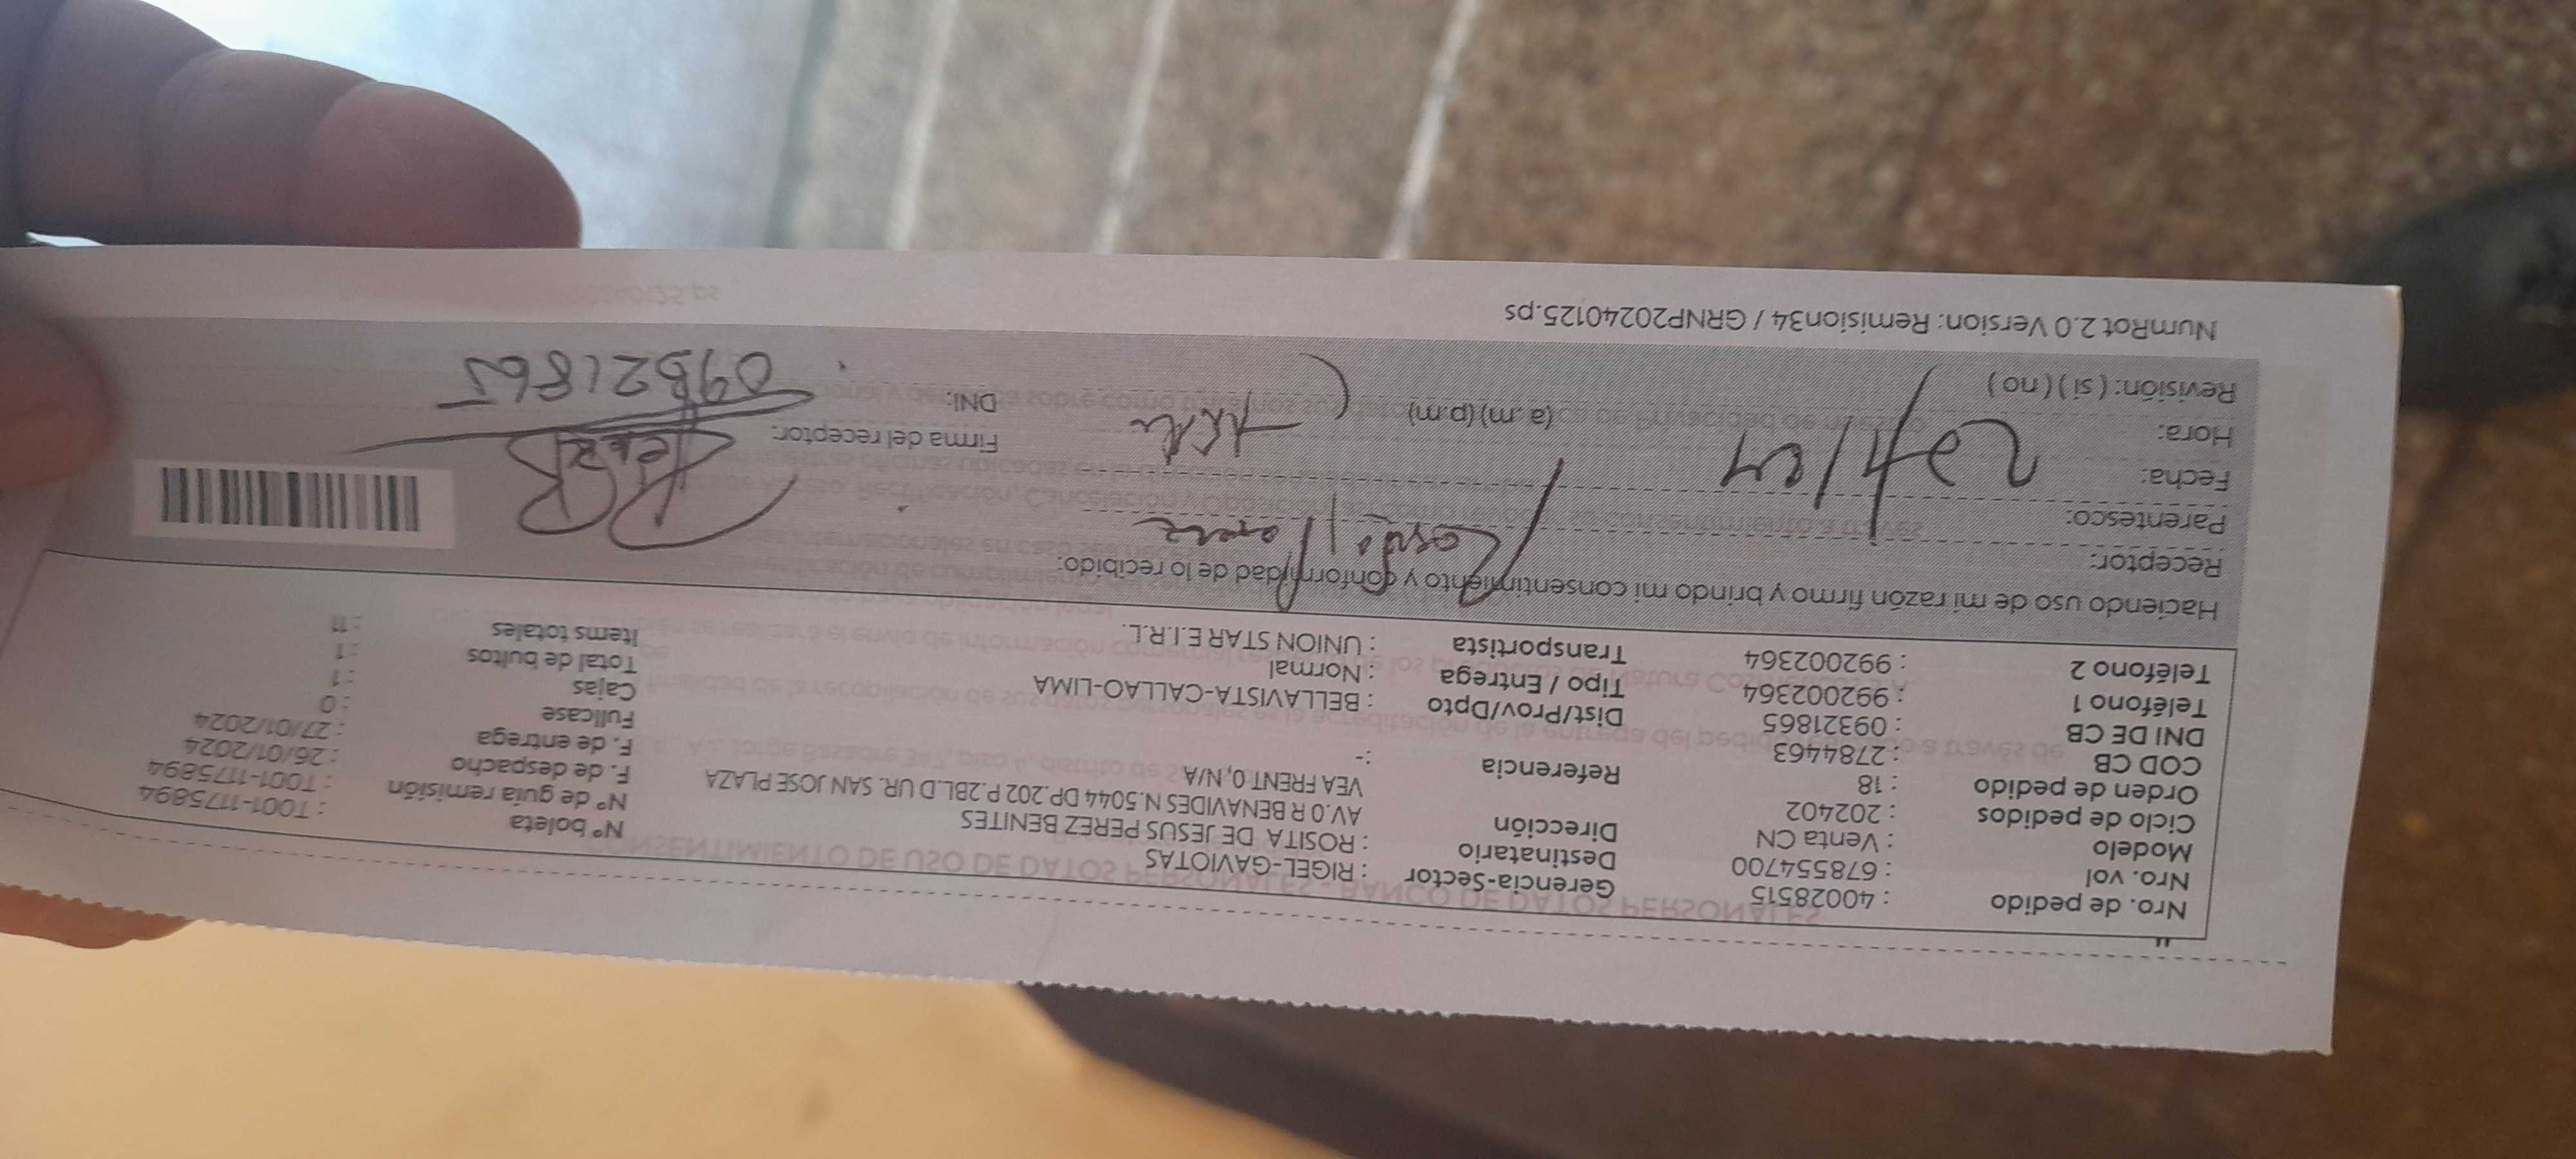 Nro. de pedido : 40028515 Gerencia-Sector : RIGEL-GAVIOTAS Nº boleta : T001-1175894
Nro. vol : 678554700 Destinatario : ROSITA DE JESUS PEREZ BENITES Nº de guía remisión : T001-1175894
Modelo : Venta CN Dirección AV.0 R BENAVIDES N.5044 DP.202 P.2BL.D UR. SAN JOSE PLAZA F. de despacho : 26/01/2024
Ciclo de pedidos : 202402 VEA FRENT 0, N/A F. de entrega : 27/01/2024
Orden de pedido : 18 Referencia :- Fullcase : 0
COD CB : 2784463 Dist/Prov/Dpto : BELLAVISTA-CALLAO-LIMA Cajas : 1
DNI DE CB : 09321865 Tipo / Entrega : Normal Total de bultos : 1
Teléfono 1 : 992002364 Transportista : UNION STAR E.I.R.L. Items totales : 11
Teléfono 2 : 992002364
Haciendo uso de mi razón firmo y brindo mi consentimiento y conformidad de lo recibido:
Receptor: Rosita Perez
Parentesco:
Fecha:
Hora: (a.m) (p.m) Firma del receptor:
Revisión: ( si ) ( no ) DNI: 09321865
NumRot 2.0 Version: Remision34 / GRNP20240125.ps